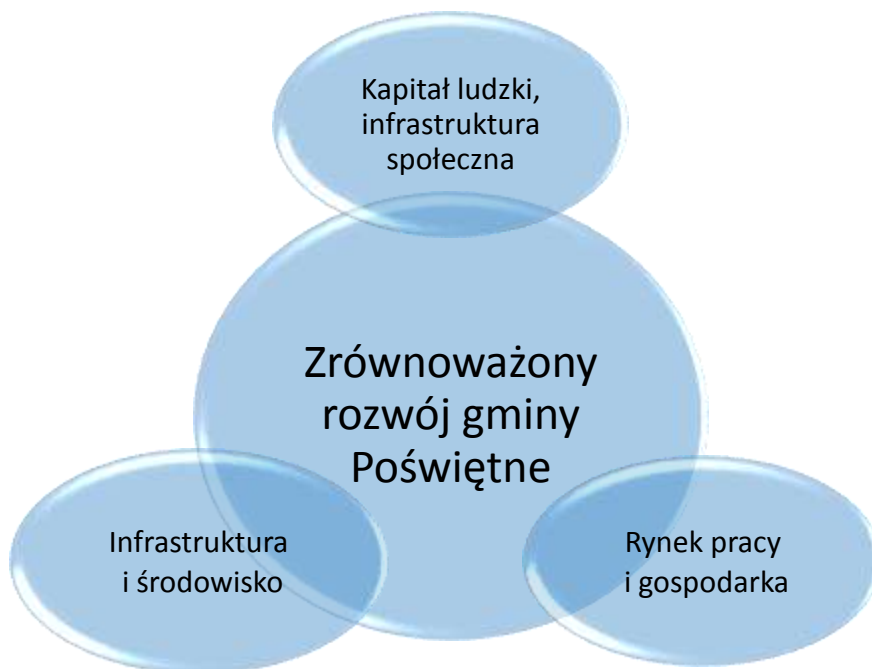 Kapitał ludzki,
infrastruktura
społeczna
Zrównoważony
rozwój gminy
Poświętne
Infrastruktura
i środowisko
Rynek pracy
i gospodarka